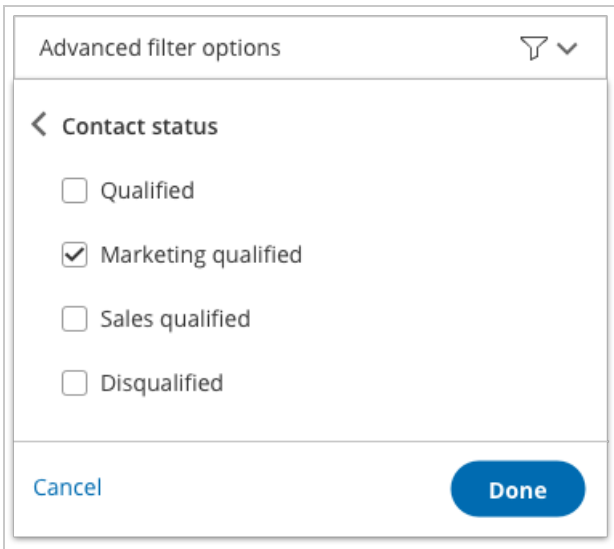 Advanced filter options
Contact status
Qualified
Marketing qualified
Sales qualified
Disqualified
Cancel
Done